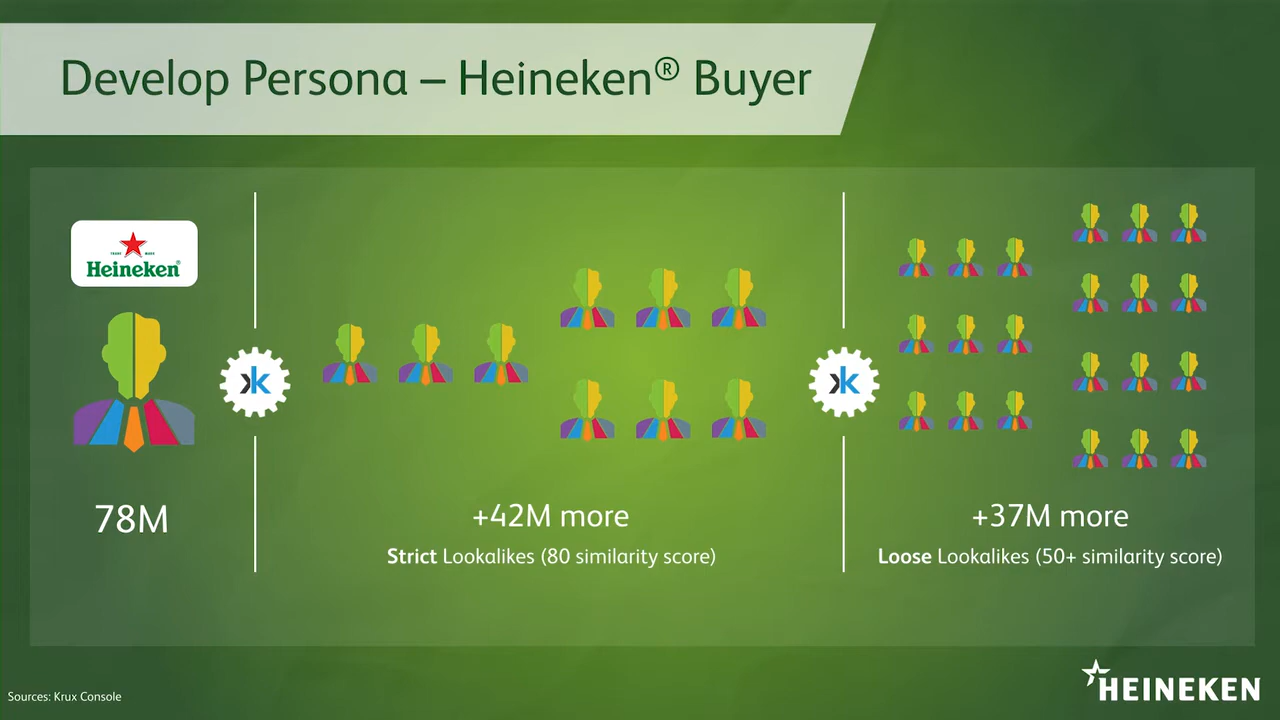 Develop Persona – Heineken® Buyer
Heineken®
78M
+42M more
Strict Lookalikes (80 similarity score)
+37M more
Loose Lookalikes (50+ similarity score)
Sources: Krux Console
HEINEKEN